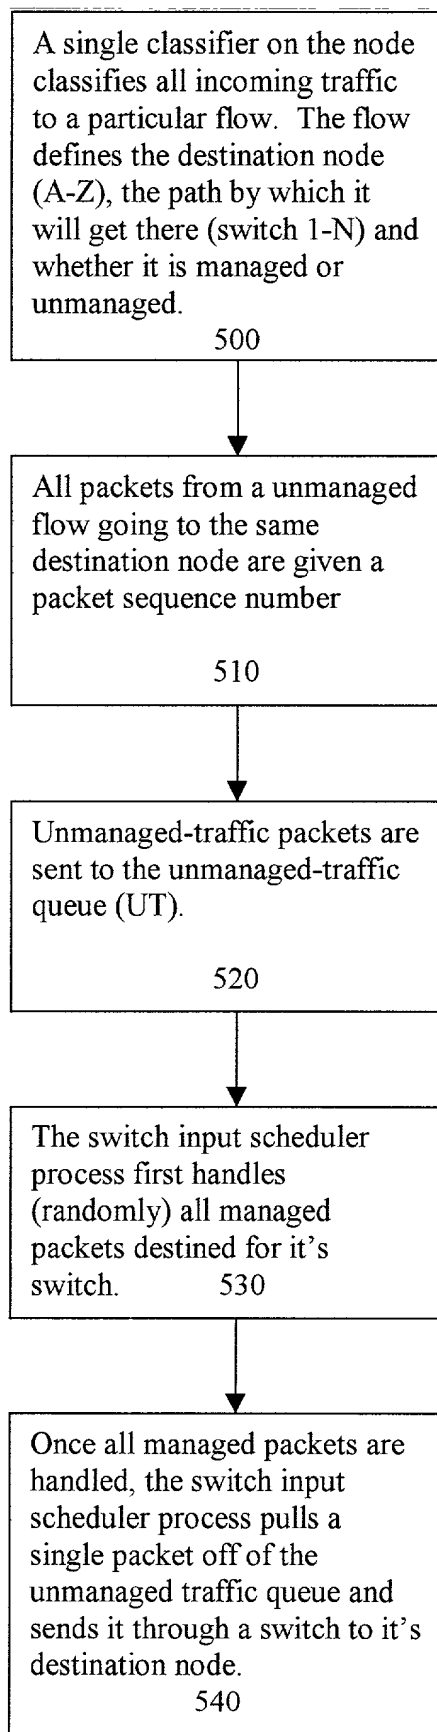 A single classifier on the node
classifies all incoming traffic
to a particular flow.  The flow
defines the destination node
(A-Z), the path by which it
will get there (switch 1-N) and
whether it is managed or
unmanaged.
500
All packets from a unmanaged
flow going to the same
destination node are given a
packet sequence number
510
Unmanaged-traffic packets are
sent to the unmanaged-traffic
queue (UT).
520
The switch input scheduler
process first handles
(randomly) all managed
packets destined for it's
switch. 530
Once all managed packets are
handled, the switch input
scheduler process pulls a
single packet off of the
unmanaged traffic queue and
sends it through a switch to it's
destination node.
540